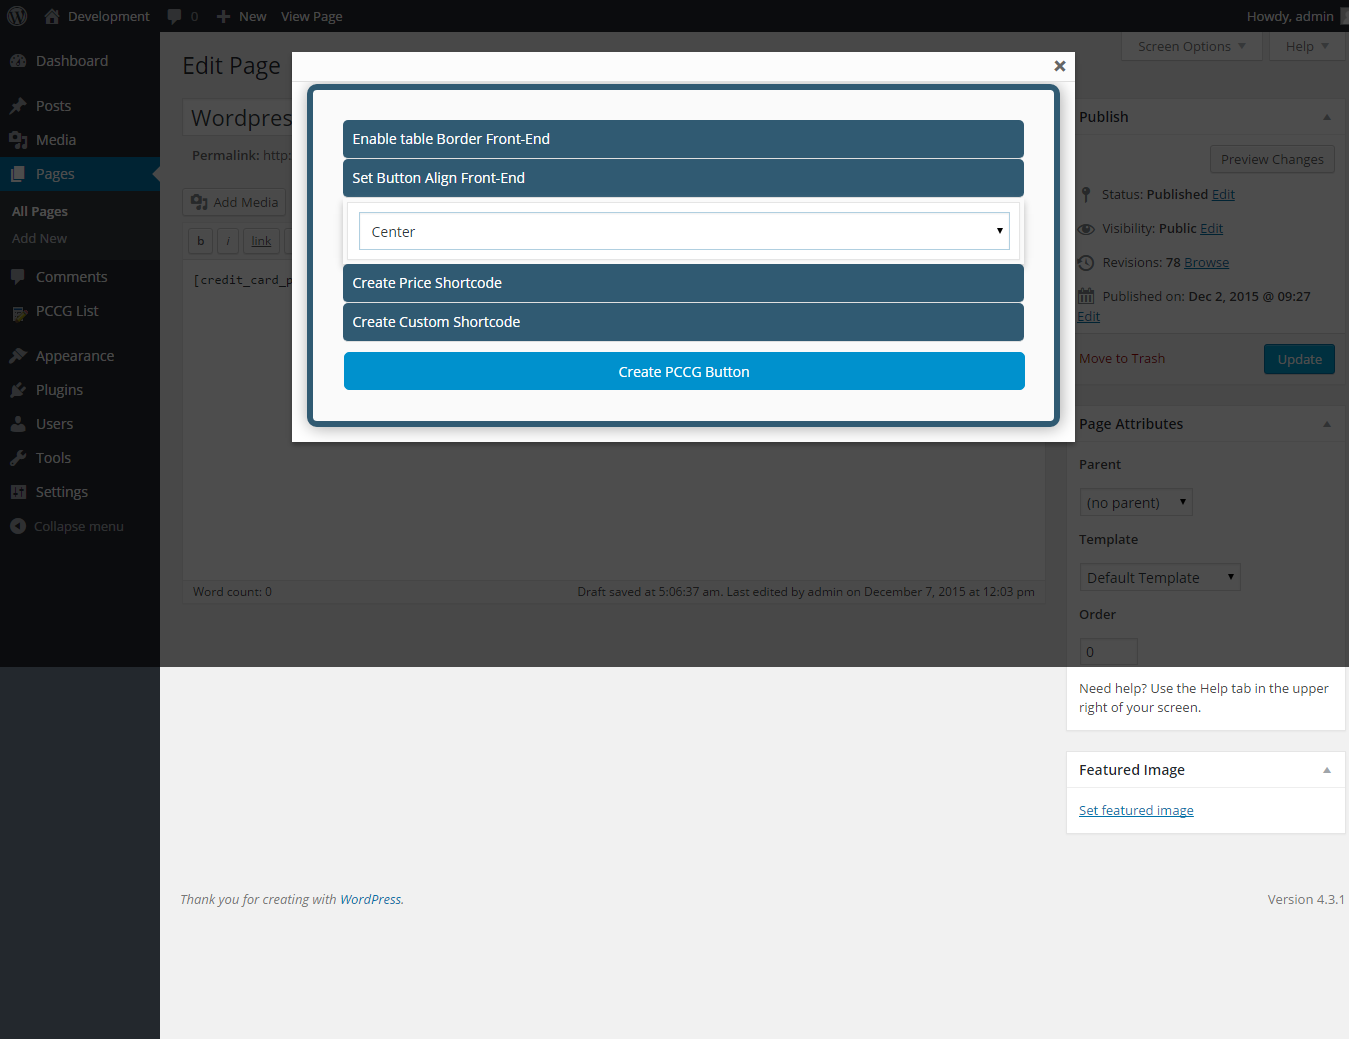 Development 0 New View Page Howdy, admin
Dashboard
Posts
Media
Pages
All Pages
Add New
Comments
PCCG List
Appearance
Plugins
Users
Tools
Settings
Collapse menu
Screen Options Help
Edit Page
Wordpres
Permalink: http:
Add Media
b i link
[credit_card_p
Word count: 0
Draft saved at 5:06:37 am. Last edited by admin on December 7, 2015 at 12:03 pm
Enable table Border Front-End
Set Button Align Front-End
Center
Create Price Shortcode
Create Custom Shortcode
Create PCCG Button
Publish
Preview Changes
Status: Published Edit
Visibility: Public Edit
Revisions: 78 Browse
Published on: Dec 2, 2015 @ 09:27
Edit
Move to Trash Update
Page Attributes
Parent
(no parent)
Template
Default Template
Order
0
Need help? Use the Help tab in the upper
right of your screen.
Featured Image
Set featured image
Thank you for creating with WordPress.
Version 4.3.1